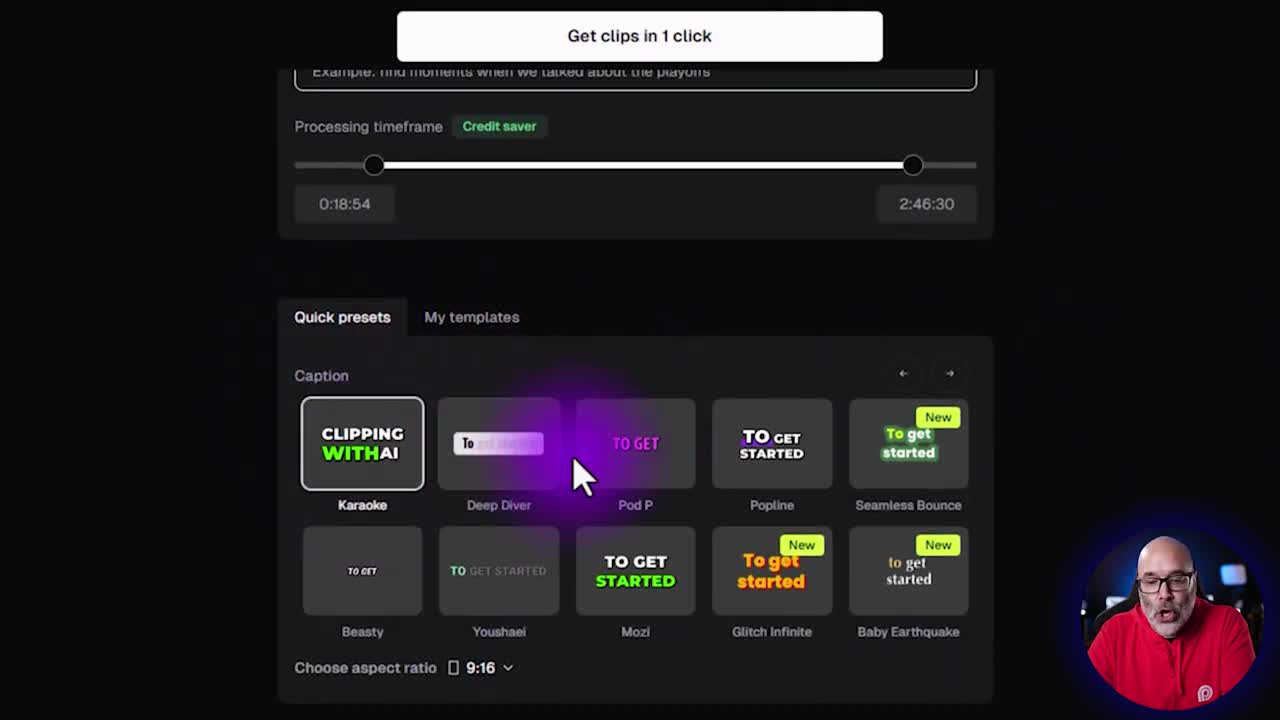 Get clips in 1 click
Example: find moments when we talked about the playoffs
Processing timeframe Credit saver
0:18:54 2:46:30
Quick presets My templates
Caption ← →
CLIPPING
WITH AI
Karaoke
To
Deep Diver
TO GET
Pod P
TO GET
STARTED
Popline
New
To get
started
Seamless Bounce
TO GET
Beasty
TO GET STARTED
Youshaei
TO GET
STARTED
Mozi
New
To get
started
Glitch Infinite
New
to get
started
Baby Earthquake
Choose aspect ratio 9:16